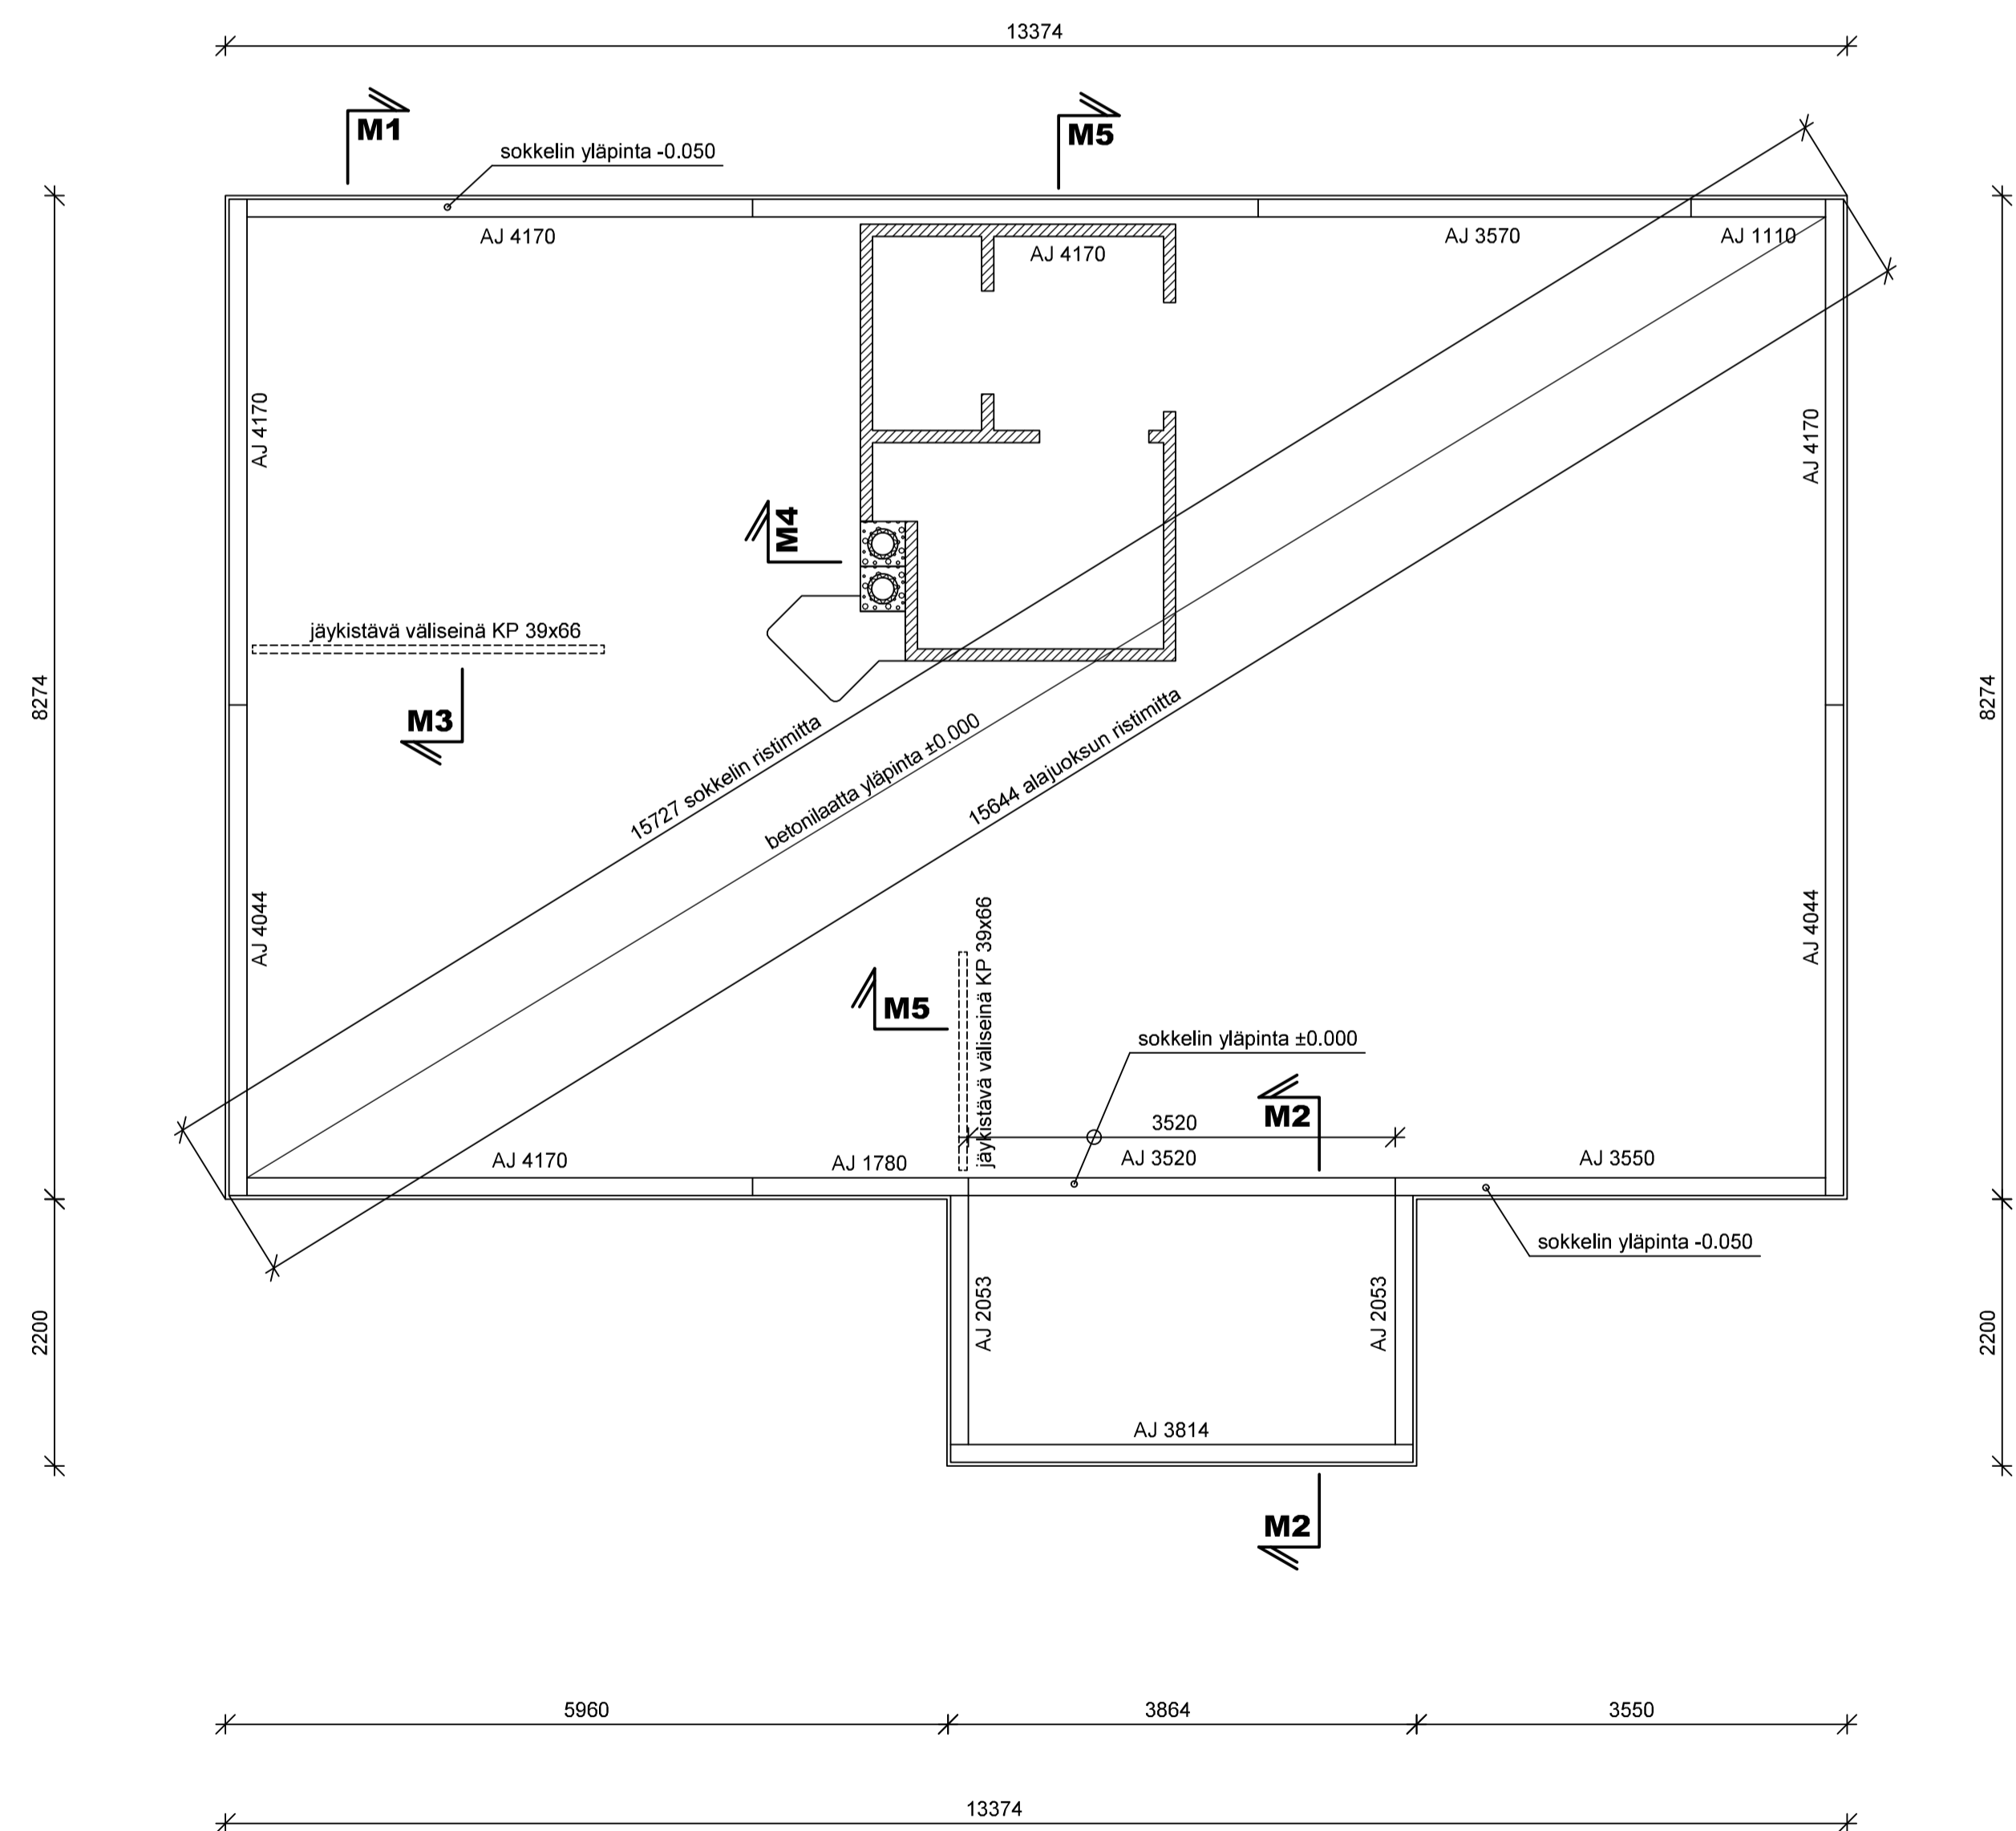 13374
M1
M5
sokkelin yläpinta -0.050
AJ 4170
AJ 4170
AJ 3570
AJ 1110
AJ 4170
AJ 4170
M4
jäykistävä väliseinä KP 39x66
8274
8274
M3
15727 sokkelin ristimitta
betonilaatta yläpinta ±0.000
15644 alajuoksun ristimitta
AJ 4044
AJ 4044
jäykistävä väliseinä KP 39x66
M5
sokkelin yläpinta ±0.000
M2
3520
AJ 4170
AJ 1780
AJ 3520
AJ 3550
sokkelin yläpinta -0.050
2200
AJ 2053
AJ 2053
2200
AJ 3814
M2
5960
3864
3550
13374